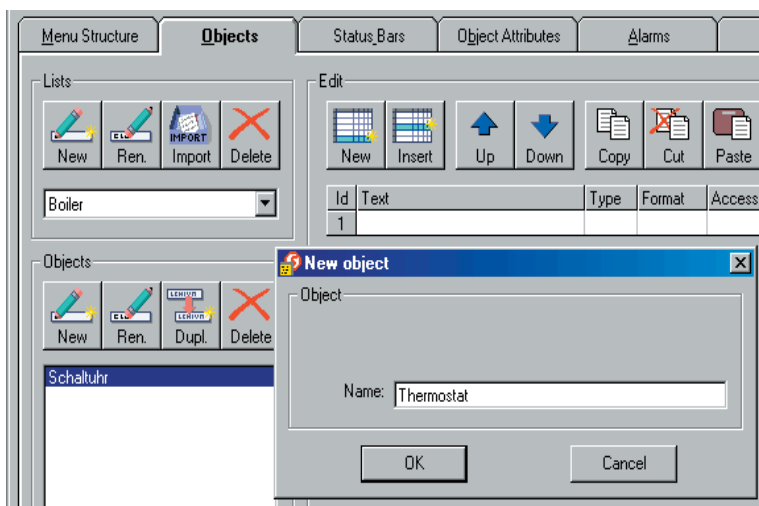 Menu Structure Objects Status Bars Object Attributes Alarms
Lists
New Ren. Import Delete
Boiler
Edit
New Insert Up Down Copy Cut Paste
Id Text Type Format Access
1
Objects
New Ren. Dupl. Delete
Schaltuhr
New object
Object
Name: Thermostat
OK Cancel